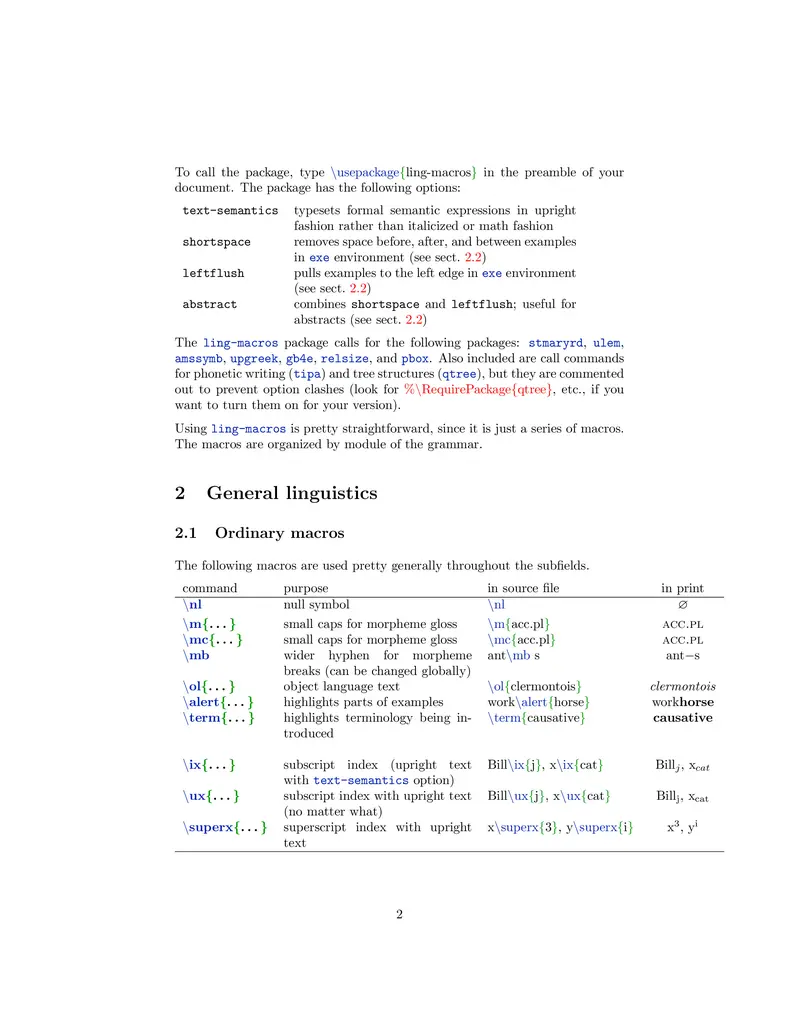 To call the package, type \usepackage{ling-macros} in the preamble of your
document. The package has the following options:
text-semantics typesets formal semantic expressions in upright
fashion rather than italicized or math fashion
shortspace removes space before, after, and between examples
in exe environment (see sect. 2.2)
leftflush pulls examples to the left edge in exe environment
(see sect. 2.2)
abstract combines shortspace and leftflush; useful for
abstracts (see sect. 2.2)
The ling-macros package calls for the following packages: stmaryrd, ulem,
amssymb, upgreek, gb4e, relsize, and pbox. Also included are call commands
for phonetic writing (tipa) and tree structures (qtree), but they are commented
out to prevent option clashes (look for %\RequirePackage{qtree}, etc., if you
want to turn them on for your version).
Using ling-macros is pretty straightforward, since it is just a series of macros.
The macros are organized by module of the grammar.
2 General linguistics
2.1 Ordinary macros
The following macros are used pretty generally throughout the subfields.
command purpose in source file in print
\nl null symbol \nl ∅
\m{...} small caps for morpheme gloss \m{acc.pl} ACC.PL
\mc{...} small caps for morpheme gloss \mc{acc.pl} ACC.PL
\mb wider hyphen for morpheme ant\mb s ant−s
breaks (can be changed globally)
\ol{...} object language text \ol{clermontois} clermontois
\alert{...} highlights parts of examples work\alert{horse} workhorse
\term{...} highlights terminology being in- \term{causative} causative
troduced
\ix{...} subscript index (upright text Bill\ix{j}, x\ix{cat} Billj, xcat
with text-semantics option)
\ux{...} subscript index with upright text Bill\ux{j}, x\ux{cat} Billj, xcat
(no matter what)
\superx{...} superscript index with upright x\superx{3}, y\superx{i} x³, yⁱ
text
2